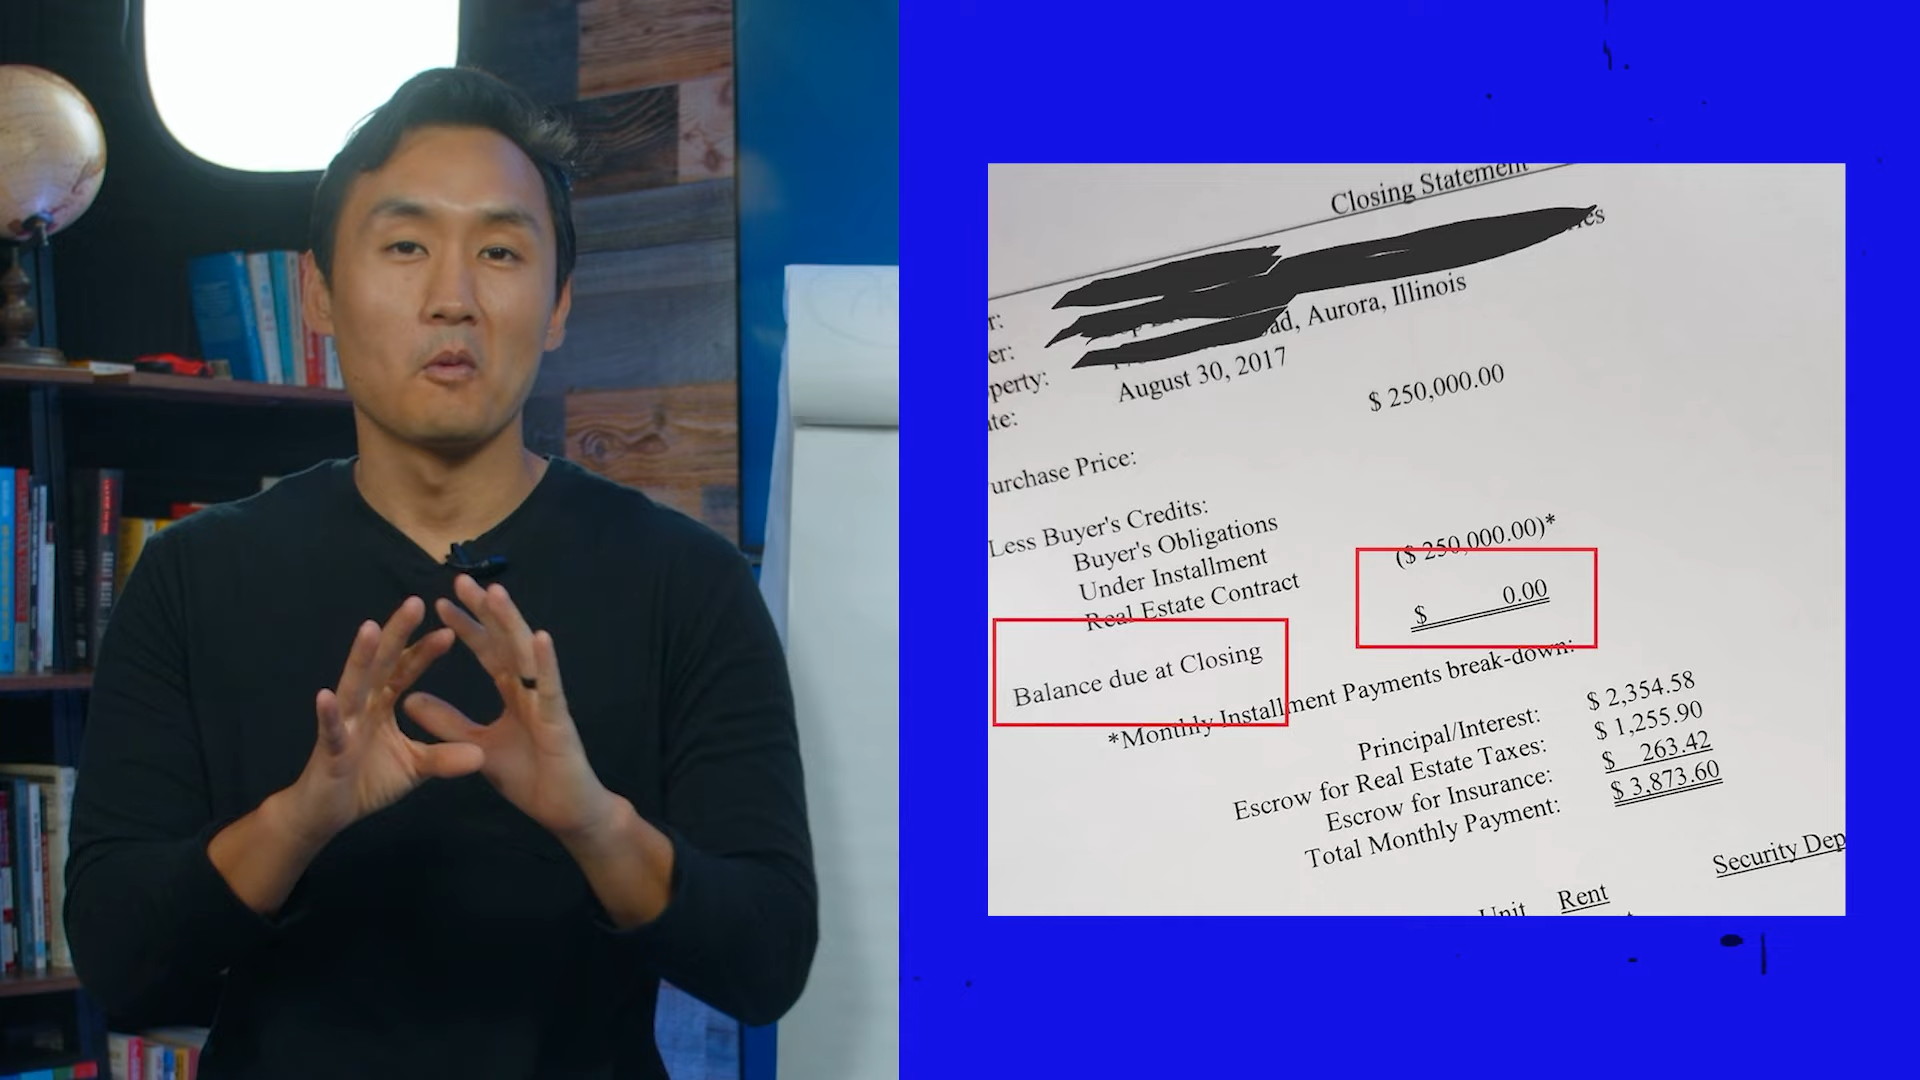 Closing Statement
, Aurora, Illinois
August 30, 2017
$ 250,000.00
urchase Price:
Less Buyer's Credits:
Buyer's Obligations
Under Installment
Real Estate Contract
($ 250,000.00)*
Balance due at Closing
$ 0.00
*Monthly Installment Payments break-down:
Principal/Interest: $ 2,354.58
Escrow for Real Estate Taxes: $ 1,255.90
Escrow for Insurance: $ 263.42
Total Monthly Payment: $ 3,873.60
Unit Rent Security Dep